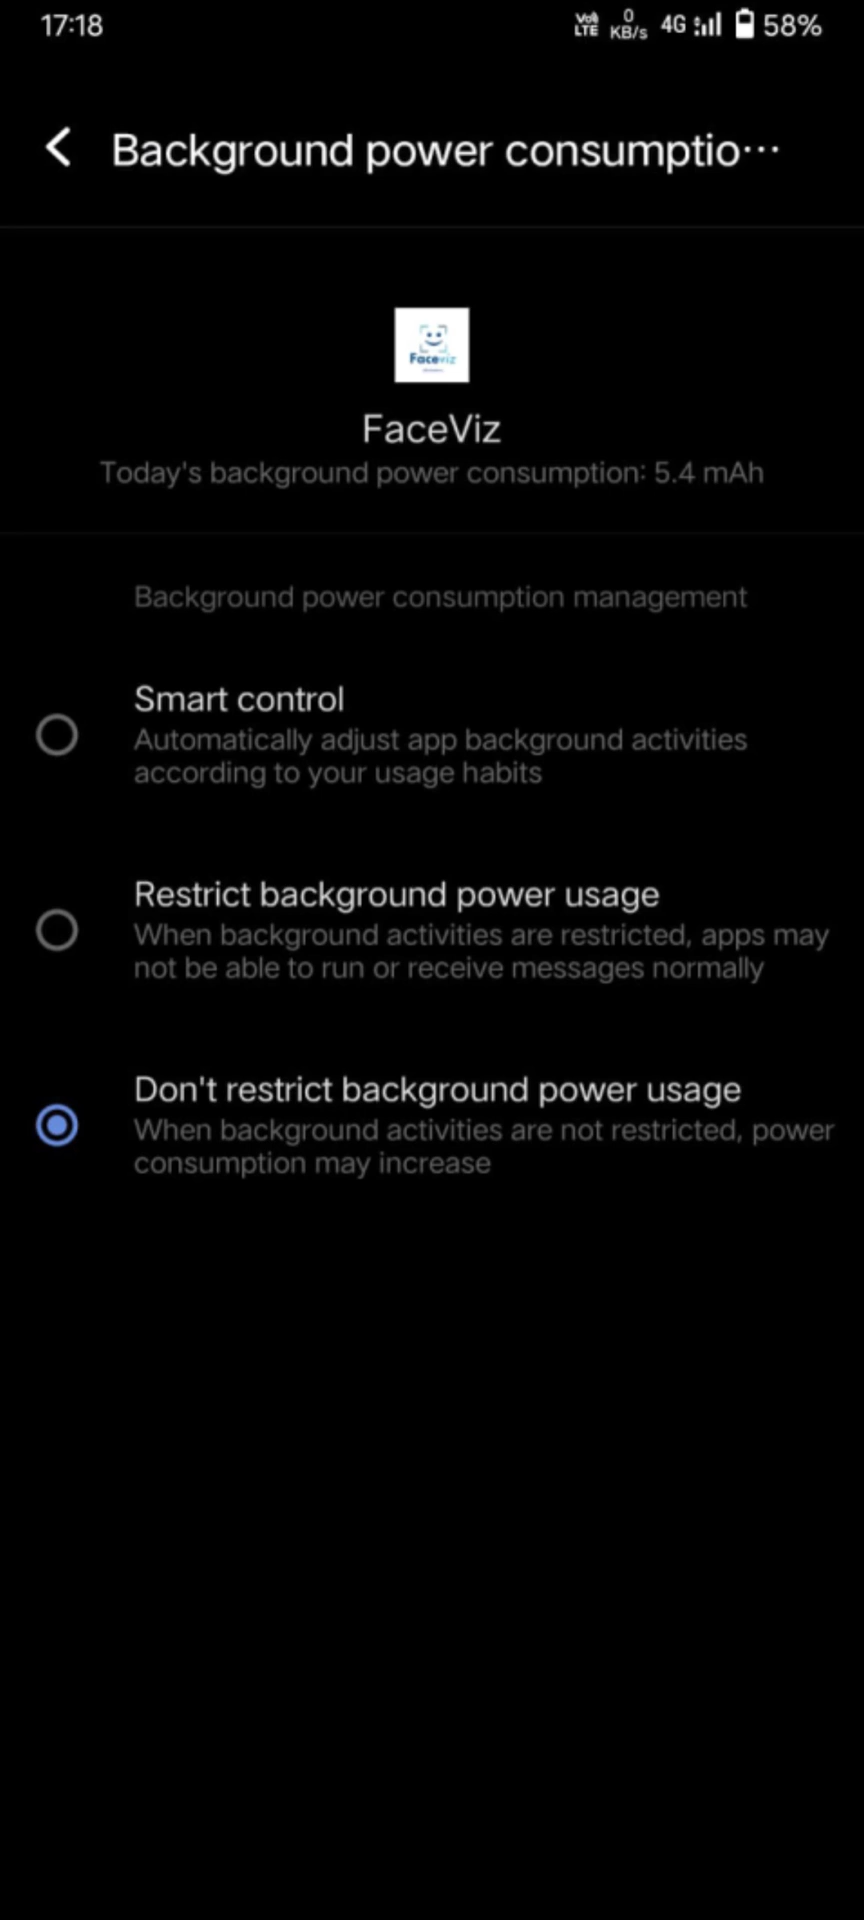 17:18
Vo) LTE 0 KB/s 4G 58%
Background power consumptio···
Faceviz
FaceViz
Today's background power consumption: 5.4 mAh
Background power consumption management
Smart control
Automatically adjust app background activities
according to your usage habits
Restrict background power usage
When background activities are restricted, apps may
not be able to run or receive messages normally
Don't restrict background power usage
When background activities are not restricted, power
consumption may increase